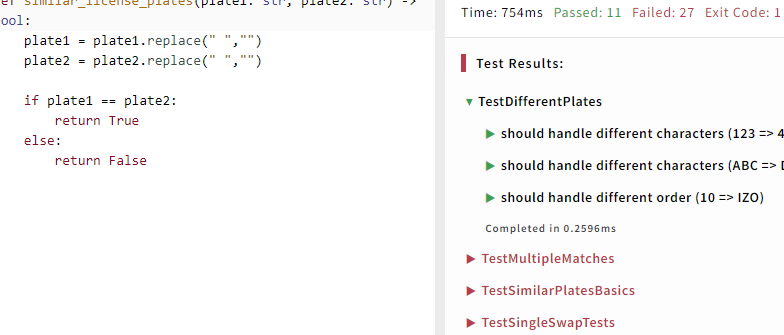 ef similar_license_plates(plate1: str, plate2: str) ->
ool:
plate1 = plate1.replace(" ","")
plate2 = plate2.replace(" ","")
if plate1 == plate2:
return True
else:
return False
Time: 754ms Passed: 11 Failed: 27 Exit Code: 1
Test Results:
TestDifferentPlates
should handle different characters (123 => 4
should handle different characters (ABC => D
should handle different order (10 => IZO)
Completed in 0.2596ms
TestMultipleMatches
TestSimilarPlatesBasics
TestSingleSwapTests